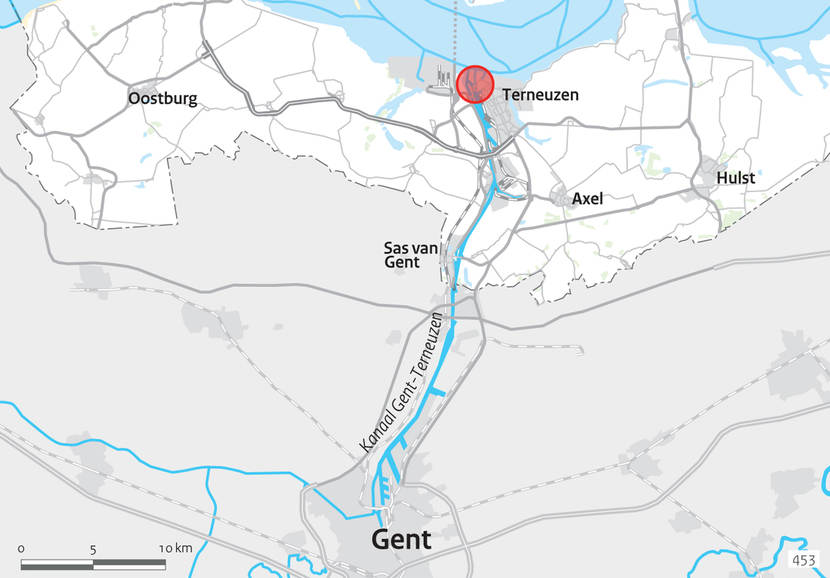 Oostburg
Terneuzen
Hulst
Axel
Sas van
Gent
Kanaal Gent-Terneuzen
Gent
0 5 10 km
453